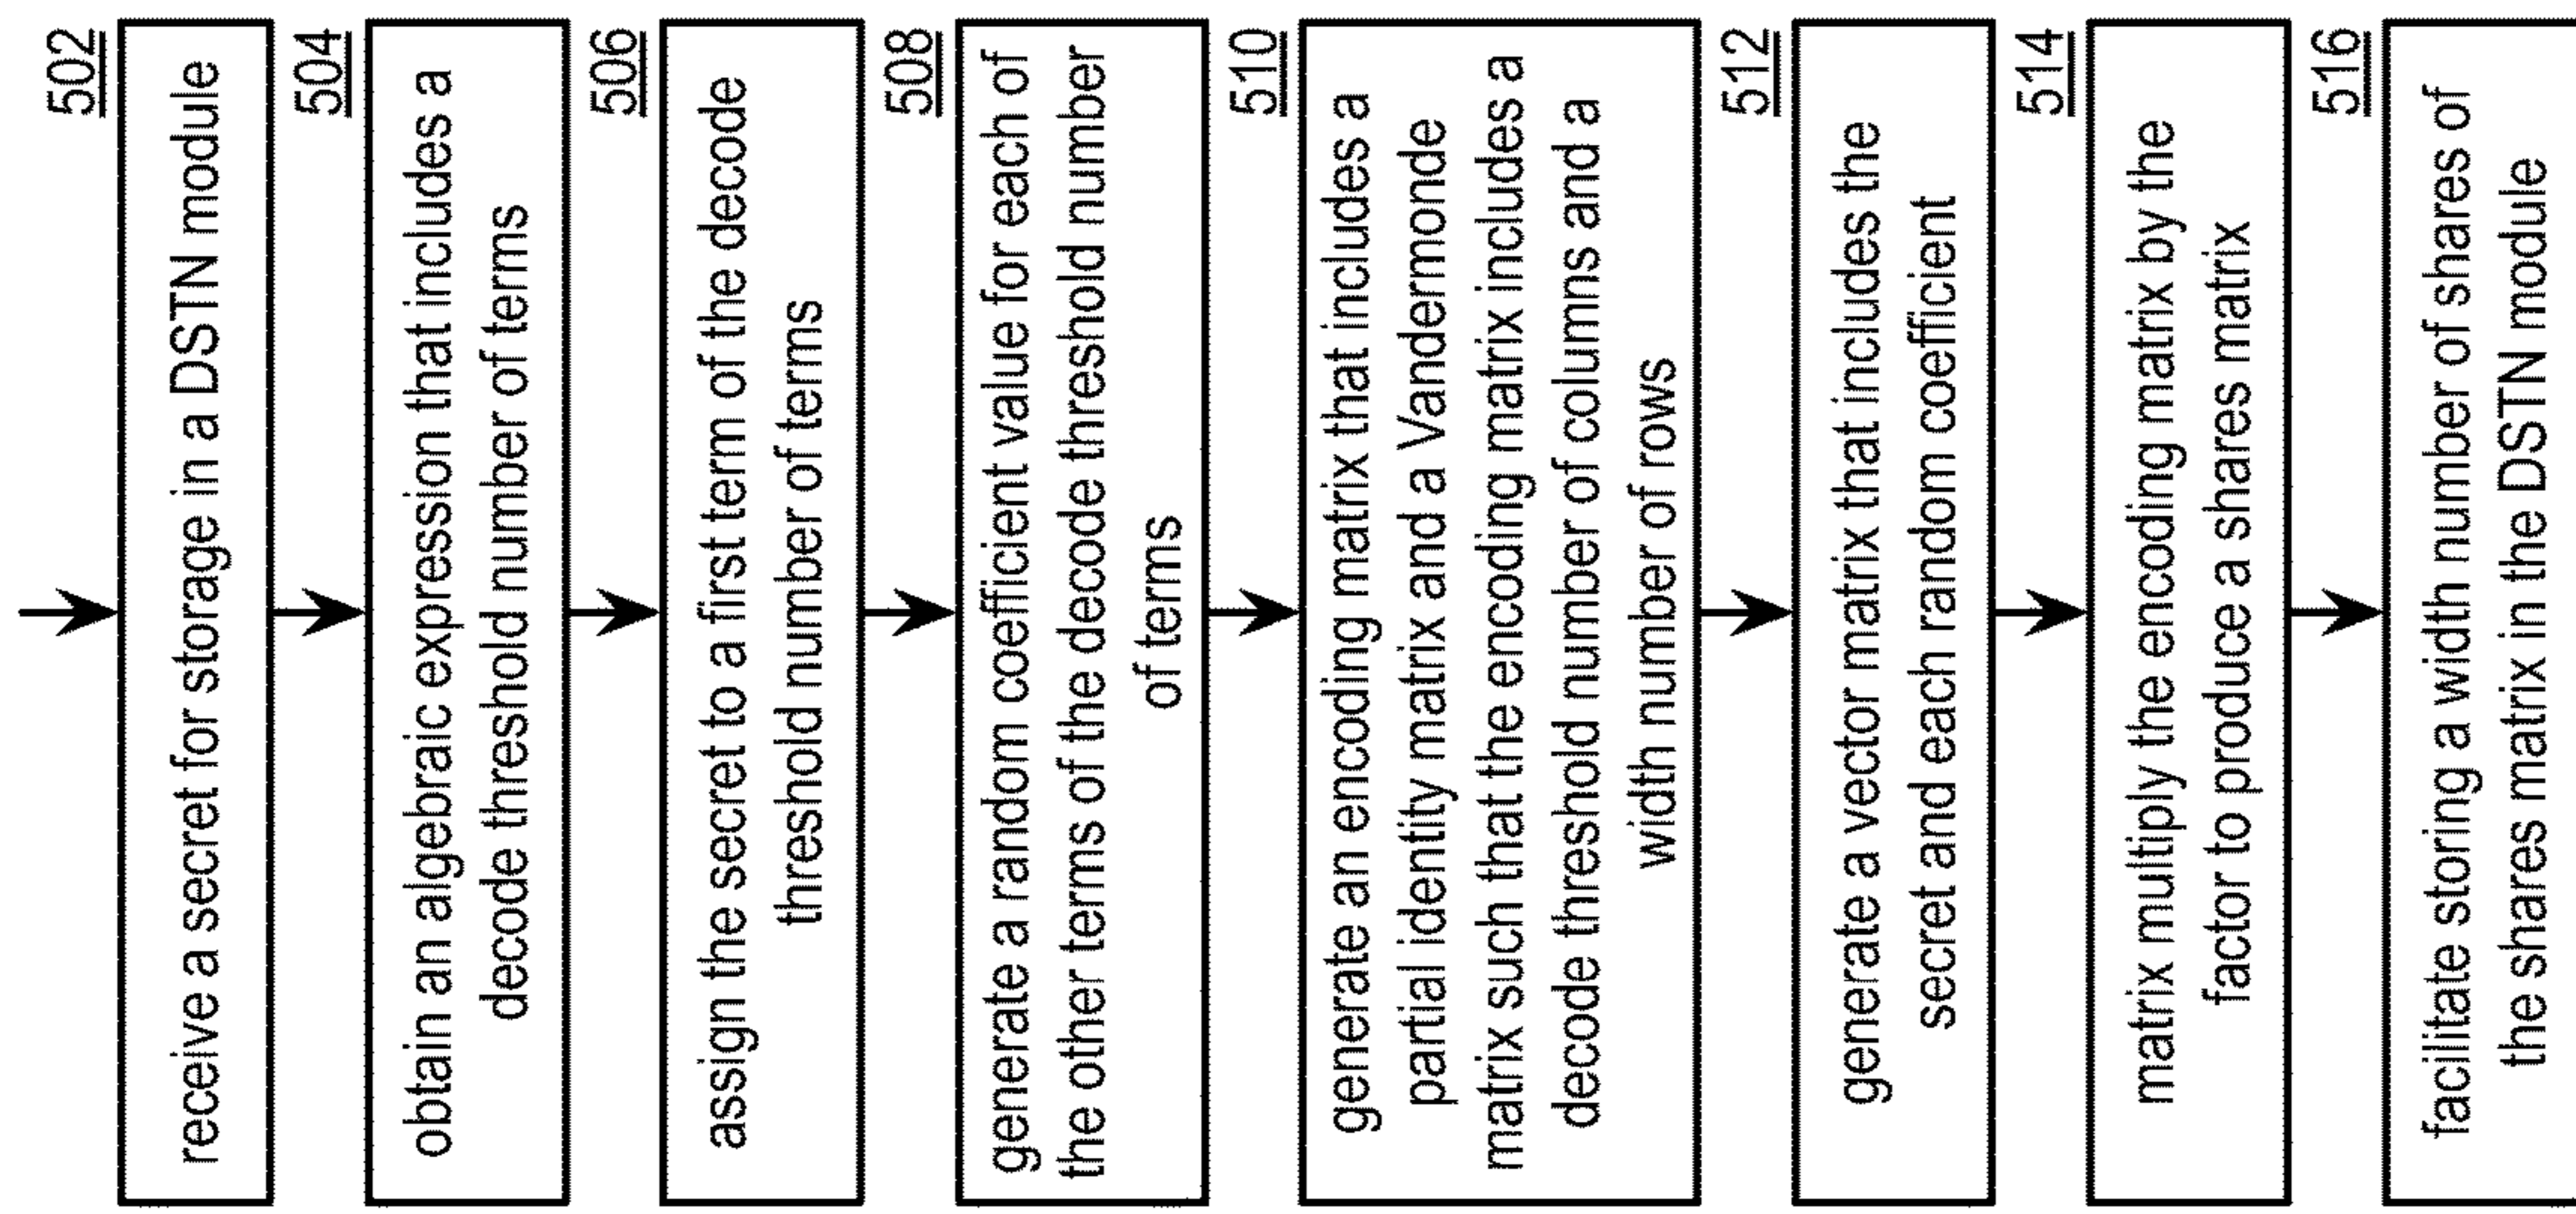 502
receive a secret for storage in a DSTN module
504
obtain an algebraic expression that includes a
decode threshold number of terms
506
assign the secret to a first term of the decode
threshold number of terms
508
generate a random coefficient value for each of
the other terms of the decode threshold number
of terms
510
generate an encoding matrix that includes a
partial identity matrix and a Vandermonde
matrix such that the encoding matrix includes a
decode threshold number of columns and a
width number of rows
512
generate a vector matrix that includes the
secret and each random coefficient
514
matrix multiply the encoding matrix by the
factor to produce a shares matrix
516
facilitate storing a width number of shares of
the shares matrix in the DSTN module